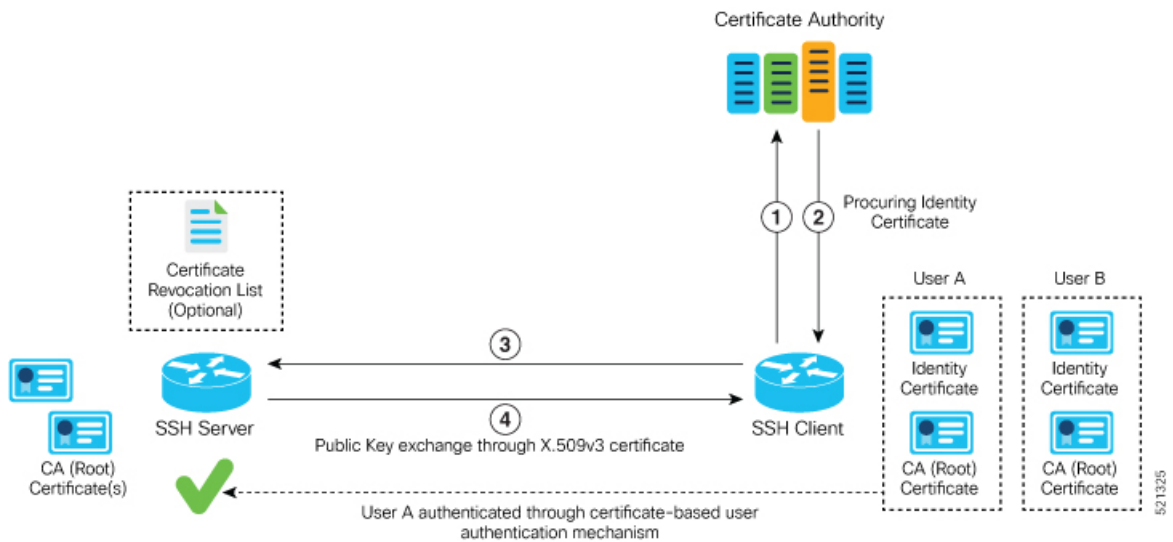 Certificate Authority
1
2
Procuring Identity
Certificate
Certificate
Revocation List
(Optional)
User A
User B
Identity
Certificate
Identity
Certificate
3
4
SSH Server
SSH Client
Public Key exchange through X.509v3 certificate
CA (Root)
Certificate(s)
CA (Root)
Certificate
CA (Root)
Certificate
User A authenticated through certificate-based user
authentication mechanism
521325